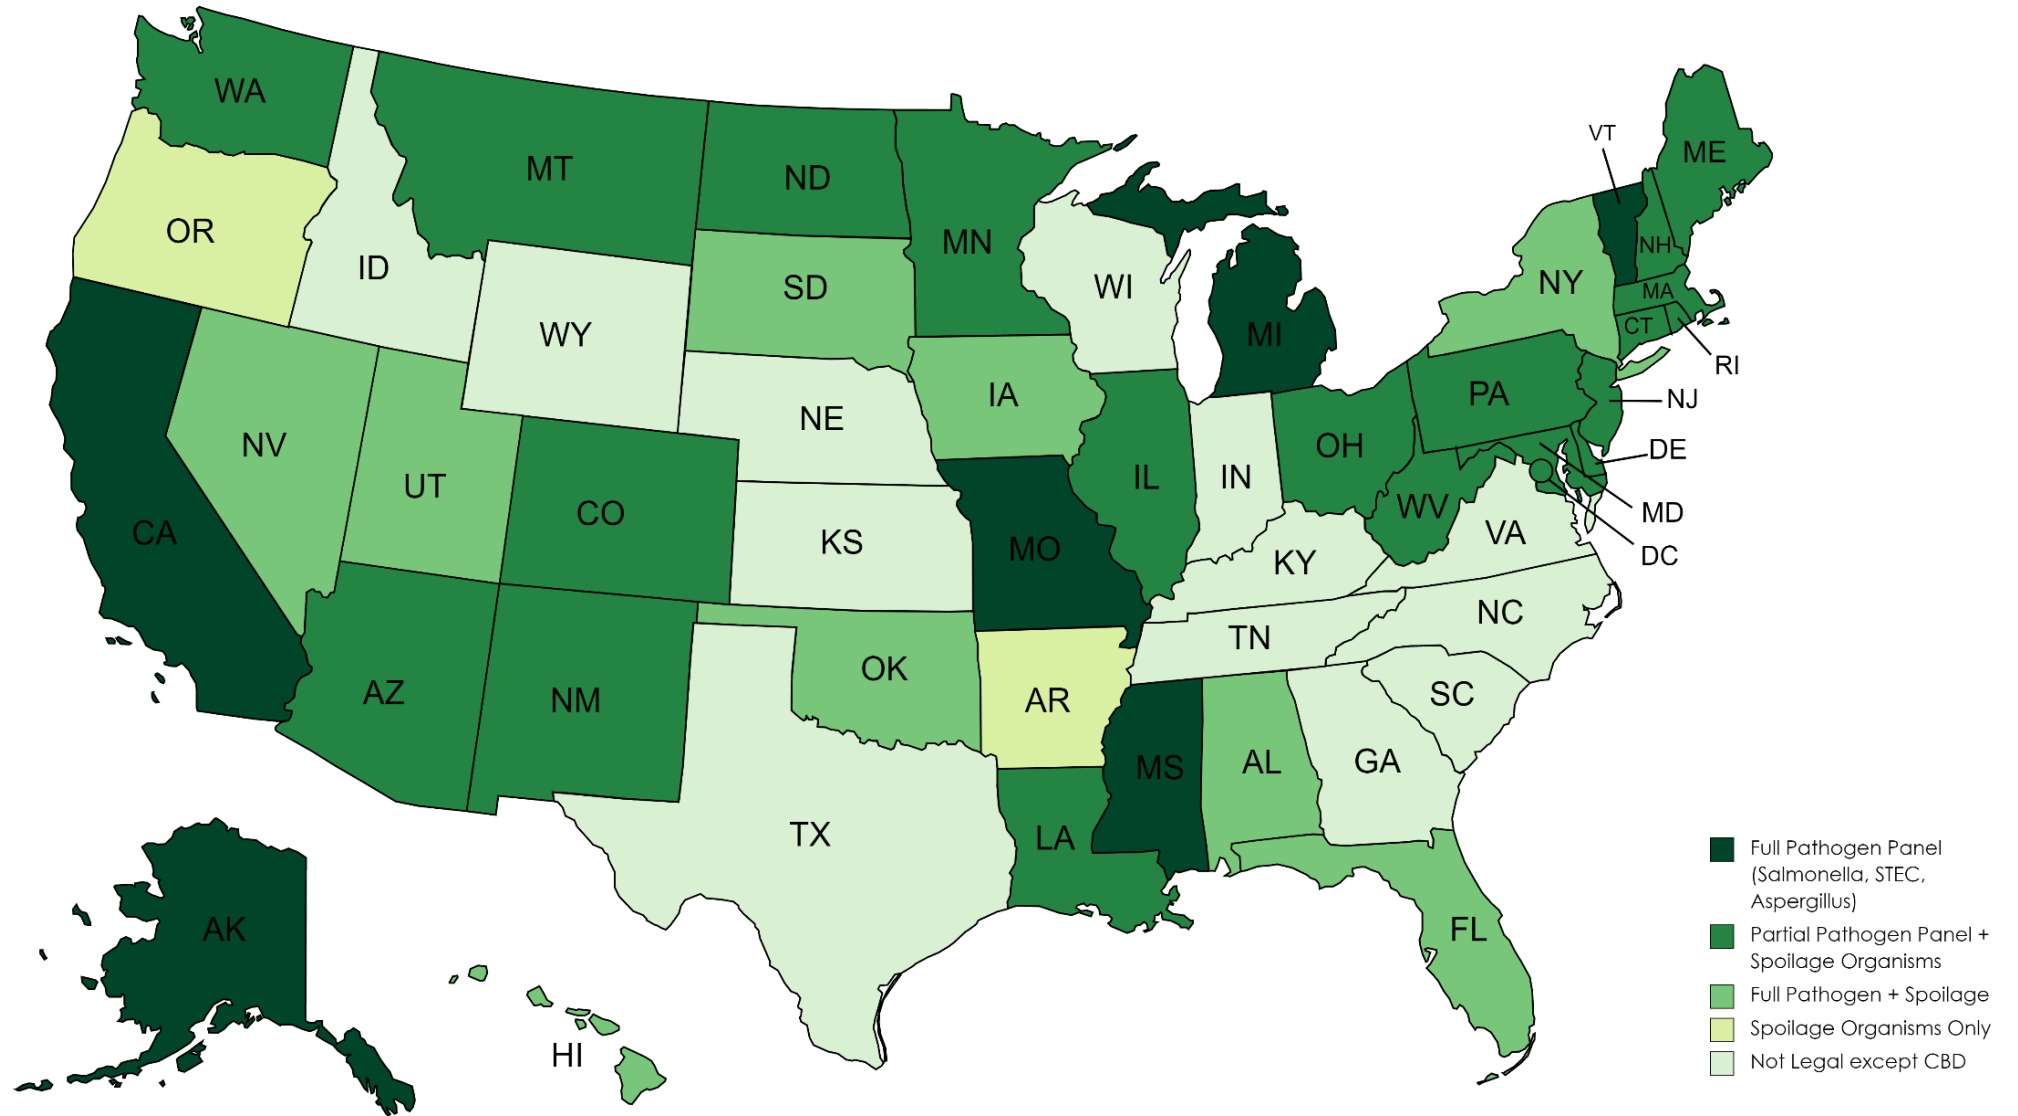 WA
VT
ME
MT
ND
OR
MN
NH
ID
NY
SD
WI
MA
WY
CT
MI
RI
NE
IA
PA
NJ
NV
OH
DE
UT
IL
IN
CO
WV
MD
CA
KS
MO
VA
DC
KY
NC
TN
OK
AZ
NM
AR
SC
MS
AL
GA
TX
LA
Full Pathogen Panel
(Salmonella, STEC,
Aspergillus)
AK
FL
Partial Pathogen Panel +
Spoilage Organisms
Full Pathogen + Spoilage
Spoilage Organisms Only
HI
Not Legal except CBD